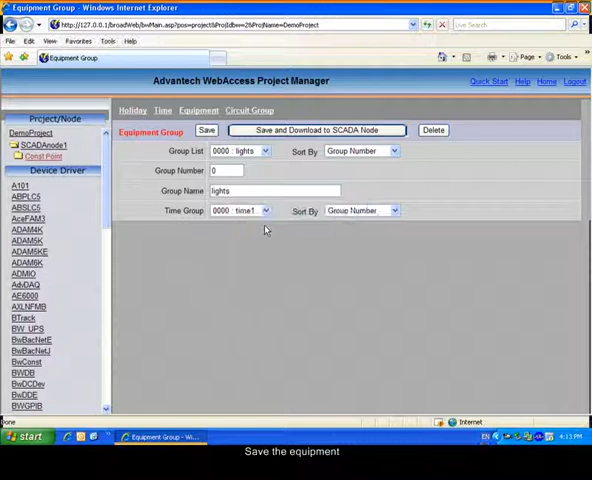 Equipment Group - Windows Internet Explorer
http://127.0.0.1/broadWeb/bwMain.asp?pos=project&ProjIdbw=2&ProjName=DemoProject
Live Search
File Edit View Favorites Tools Help
Equipment Group
Page Tools
Advantech WebAccess Project Manager
Quick Start Help Home Logout
Project/Node
DemoProject
SCADAnode1
Const Point
Device Driver
A101
ABPLC5
ABSLC5
AceFAM3
ADAM4K
ADAM5K
ADAM5KE
ADAM6K
ADMIO
AdvDAQ
AE6000
AXLNFMB
BTrack
BW_UPS
BwBacNetE
BwBacNetJ
BwConst
BWDB
BwDCDev
BwDDE
BWGPIB
Holiday Time Equipment Circuit Group
Equipment Group Save Save and Download to SCADA Node Delete
Group List 0000 : lights Sort By Group Number
Group Number 0
Group Name lights
Time Group 0000 : time1 Sort By Group Number
Done
Internet
start
Equipment Group - Wi...
EN
4:13 PM
Save the equipment